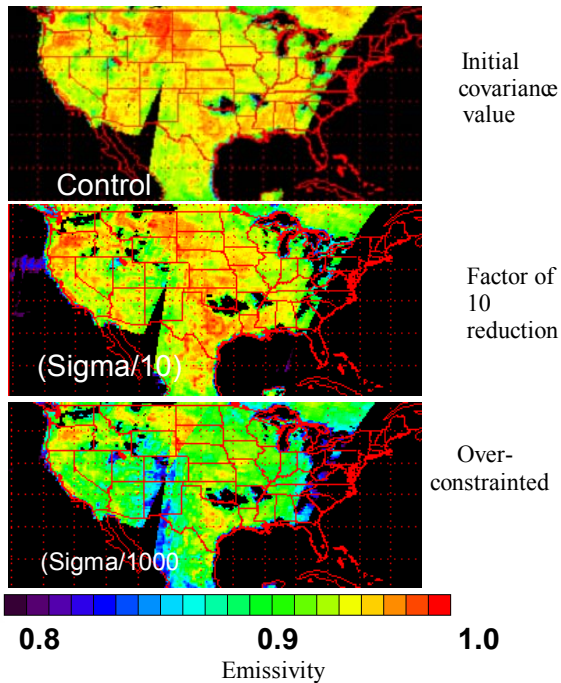 Initial
covariance
value
Control
Factor of
10
reduction
(Sigma/10)
Over-
constrainted
(Sigma/1000
0.8 0.9 1.0
Emissivity